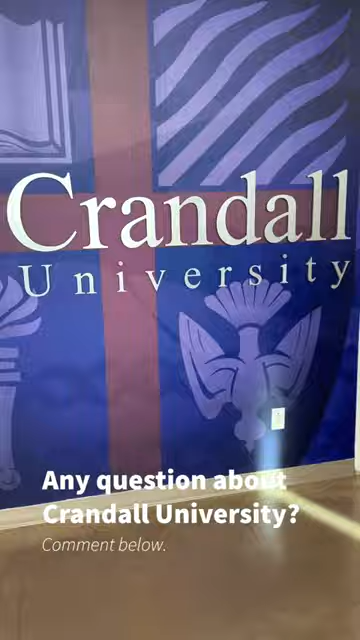 Crandall
University
Any question about
Crandall University?
Comment below.